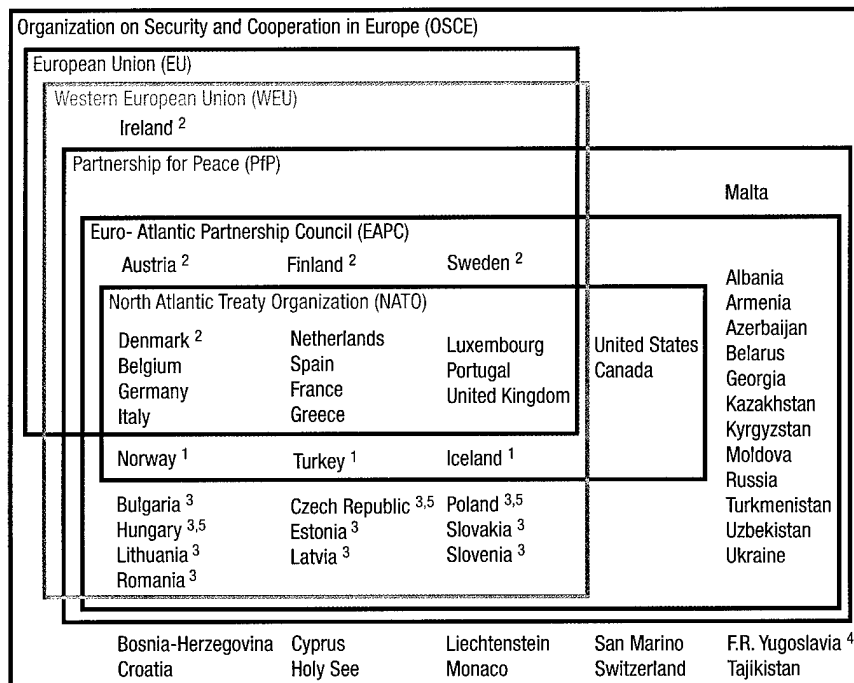 Organization on Security and Cooperation in Europe (OSCE)
European Union (EU)
Western European Union (WEU)
Ireland 2
Partnership for Peace (PfP)
Malta
Euro- Atlantic Partnership Council (EAPC)
Austria 2 Finland 2 Sweden 2
North Atlantic Treaty Organization (NATO)
Denmark 2
Belgium
Germany
Italy
Netherlands
Spain
France
Greece
Luxembourg
Portugal
United Kingdom
United States
Canada
Albania
Armenia
Azerbaijan
Belarus
Georgia
Kazakhstan
Kyrgyzstan
Moldova
Russia
Turkmenistan
Uzbekistan
Ukraine
Norway 1 Turkey 1 Iceland 1
Bulgaria 3
Hungary 3,5
Lithuania 3
Romania 3
Czech Republic 3,5
Estonia 3
Latvia 3
Poland 3,5
Slovakia 3
Slovenia 3
Bosnia-Herzegovina Cyprus Liechtenstein San Marino F.R. Yugoslavia 4
Croatia Holy See Monaco Switzerland Tajikistan